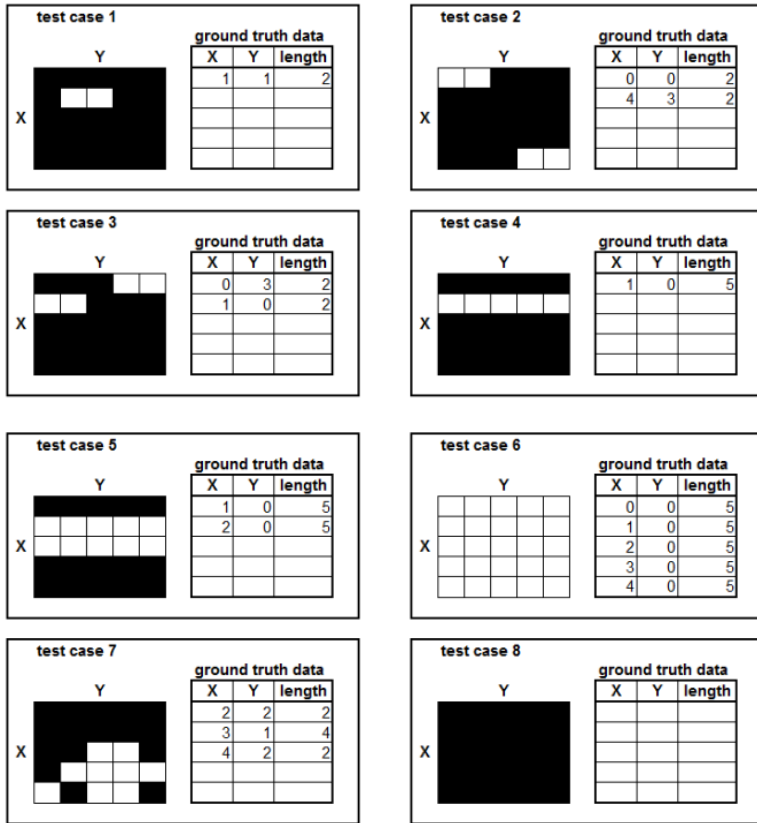 test case 1
ground truth data
Y
X Y length
1 1 2
X
test case 2
ground truth data
Y
X Y length
0 0 2
4 3 2
X
test case 3
ground truth data
Y
X Y length
0 3 2
1 0 2
X
test case 4
ground truth data
Y
X Y length
1 0 5
X
test case 5
ground truth data
Y
X Y length
1 0 5
2 0 5
X
test case 6
ground truth data
Y
X Y length
0 0 5
1 0 5
2 0 5
X
3 0 5
4 0 5
test case 7
ground truth data
Y
X Y length
2 2 2
3 1 4
4 2 2
X
test case 8
ground truth data
Y
X Y length
X